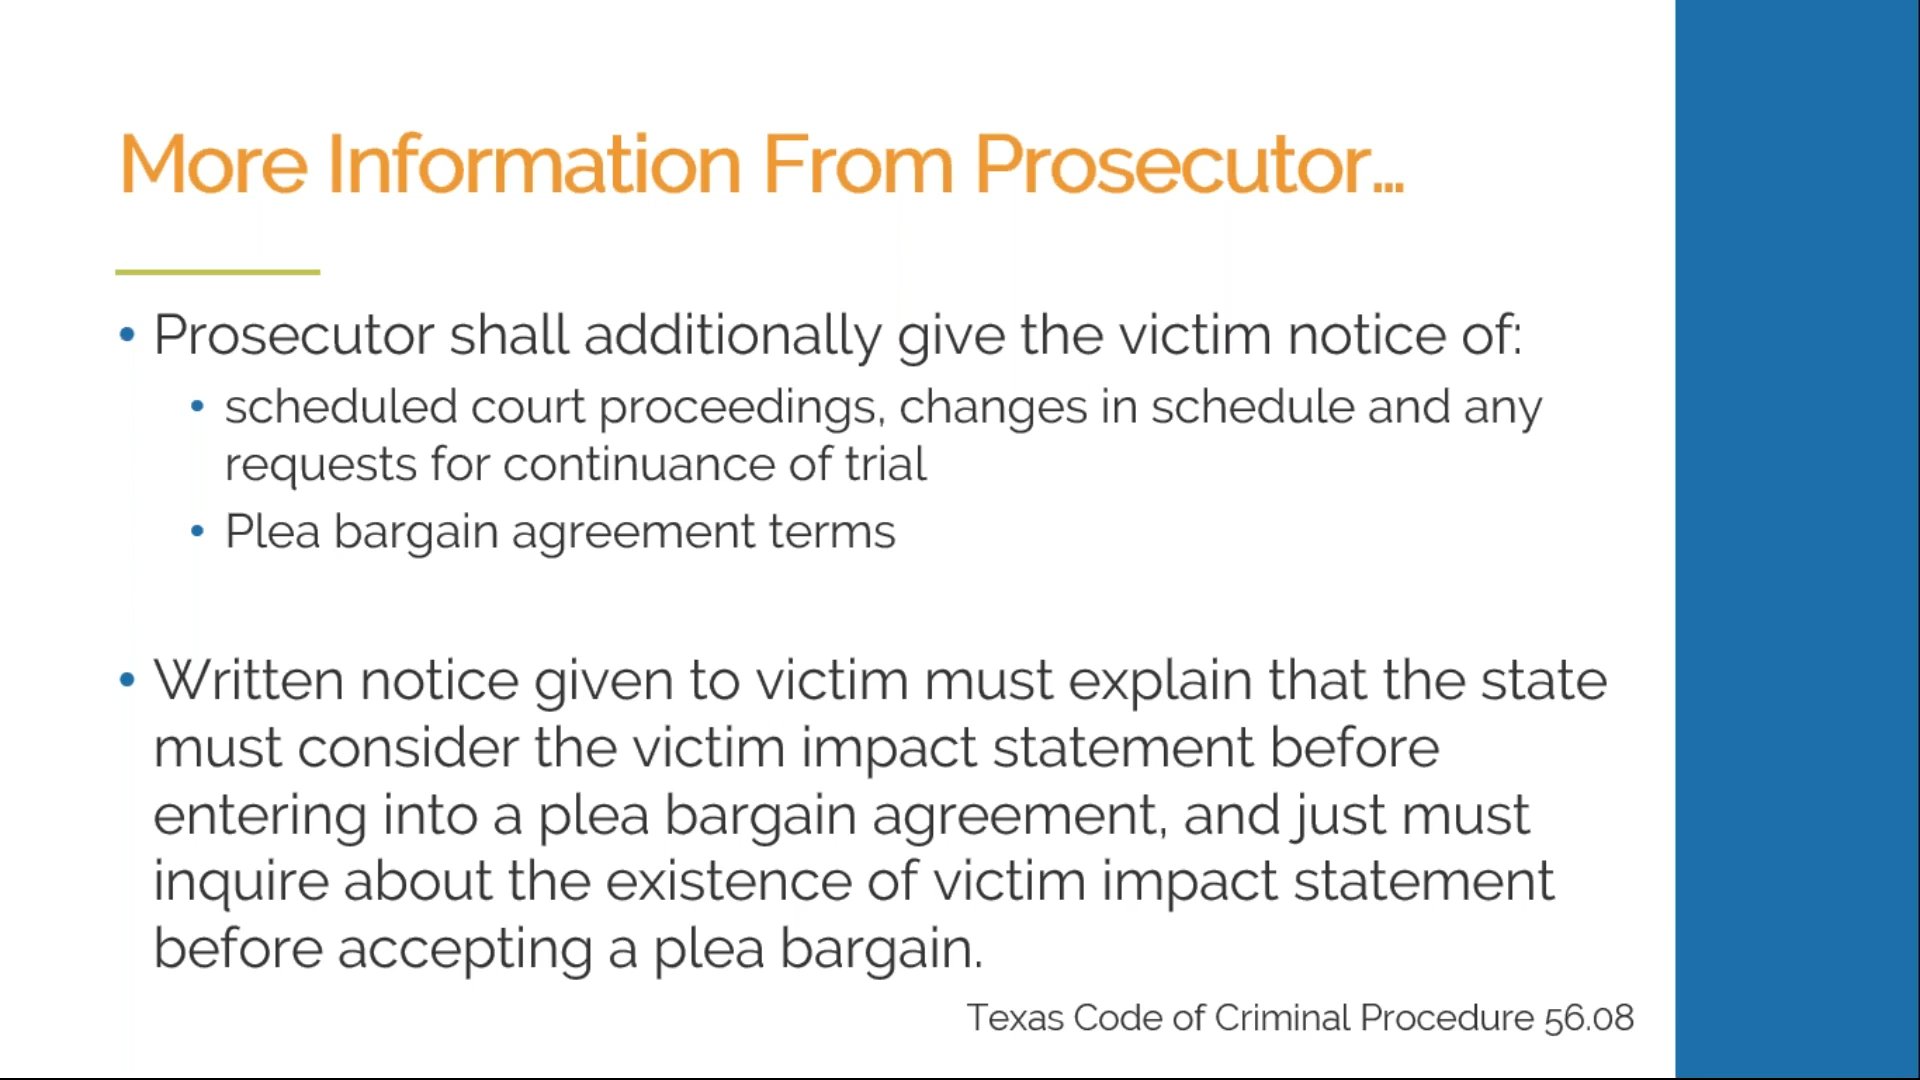 More Information From Prosecutor...
• Prosecutor shall additionally give the victim notice of:
• scheduled court proceedings, changes in schedule and any
requests for continuance of trial
• Plea bargain agreement terms
• Written notice given to victim must explain that the state
must consider the victim impact statement before
entering into a plea bargain agreement, and just must
inquire about the existence of victim impact statement
before accepting a plea bargain.
Texas Code of Criminal Procedure 56.08